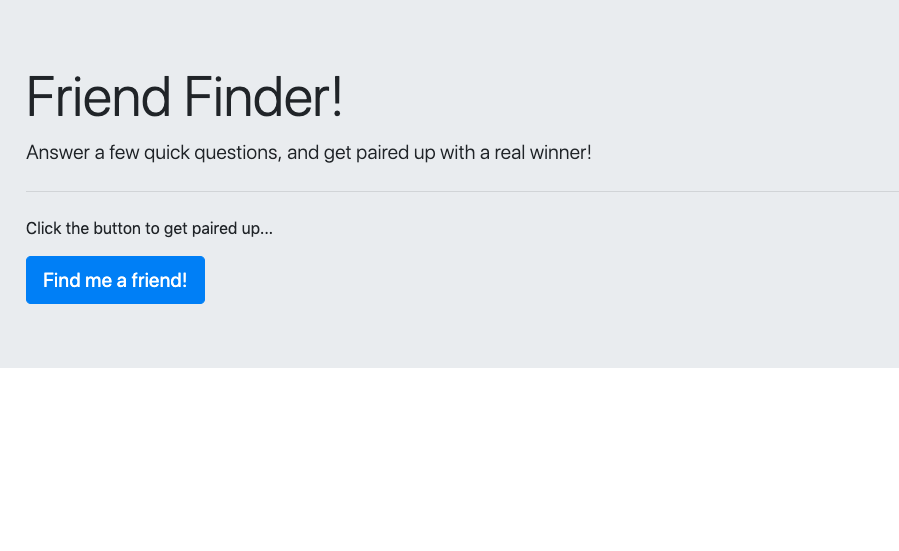 Friend Finder!
Answer a few quick questions, and get paired up with a real winner!
Click the button to get paired up...
Find me a friend!